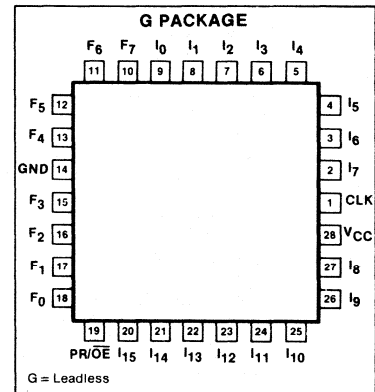 G PACKAGE
F6 F7 I0 I1 I2 I3 I4
11 10 9 8 7 6 5
F5 12 4 I5
F4 13 3 I6
GND 14 2 I7
F3 15 1 CLK
F2 16 28 VCC
F1 17 27 I8
F0 18 26 I9
19 20 21 22 23 24 25
PR/O̅E̅ I15 I14 I13 I12 I11 I10
G = Leadless